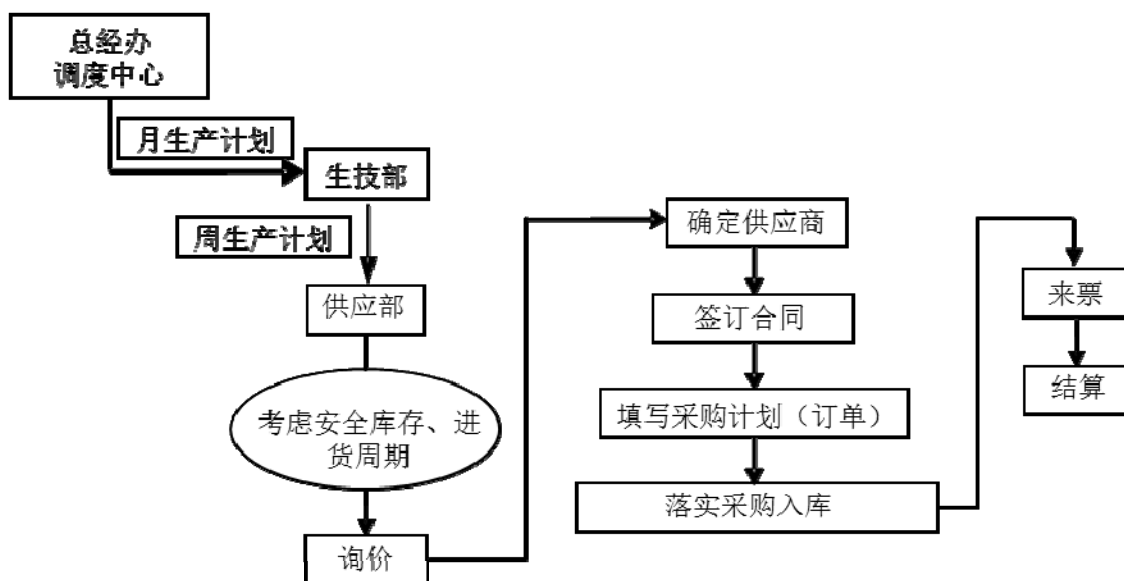 总经办
调度中心
月生产计划
生技部
周生产计划
供应部
考虑安全库存、进
货周期
询价
确定供应商
签订合同
填写采购计划（订单）
落实采购入库
来票
结算